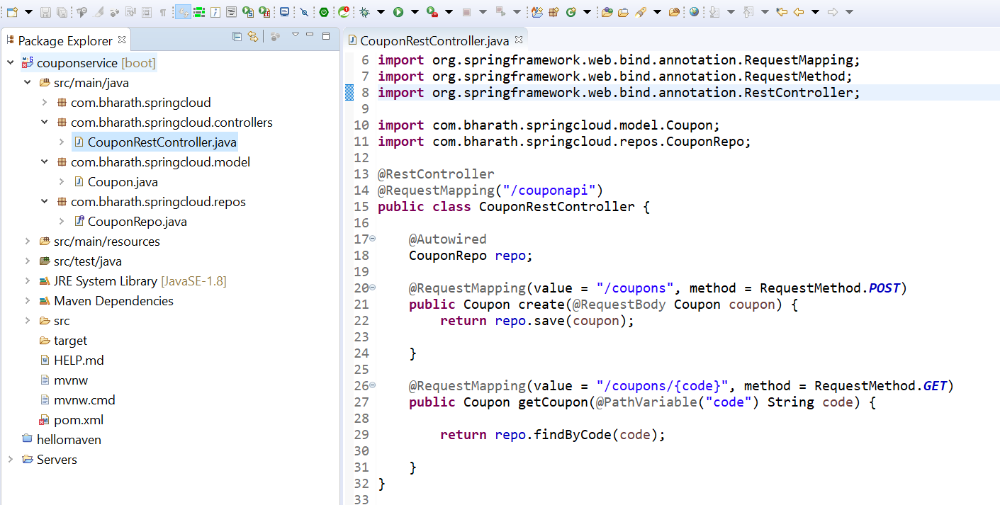 Package Explorer
couponservice [boot]
src/main/java
com.bharath.springcloud
com.bharath.springcloud.controllers
CouponRestController.java
com.bharath.springcloud.model
Coupon.java
com.bharath.springcloud.repos
CouponRepo.java
src/main/resources
src/test/java
JRE System Library [JavaSE-1.8]
Maven Dependencies
src
target
HELP.md
mvnw
mvnw.cmd
pom.xml
hellomaven
Servers
CouponRestController.java
6 import org.springframework.web.bind.annotation.RequestMapping;
7 import org.springframework.web.bind.annotation.RequestMethod;
8 import org.springframework.web.bind.annotation.RestController;
9
10 import com.bharath.springcloud.model.Coupon;
11 import com.bharath.springcloud.repos.CouponRepo;
12
13 @RestController
14 @RequestMapping("/couponapi")
15 public class CouponRestController {
16
17 @Autowired
18 CouponRepo repo;
19
20 @RequestMapping(value = "/coupons", method = RequestMethod.POST)
21 public Coupon create(@RequestBody Coupon coupon) {
22 return repo.save(coupon);
23
24 }
25
26 @RequestMapping(value = "/coupons/{code}", method = RequestMethod.GET)
27 public Coupon getCoupon(@PathVariable("code") String code) {
28
29 return repo.findByCode(code);
30
31 }
32 }
33